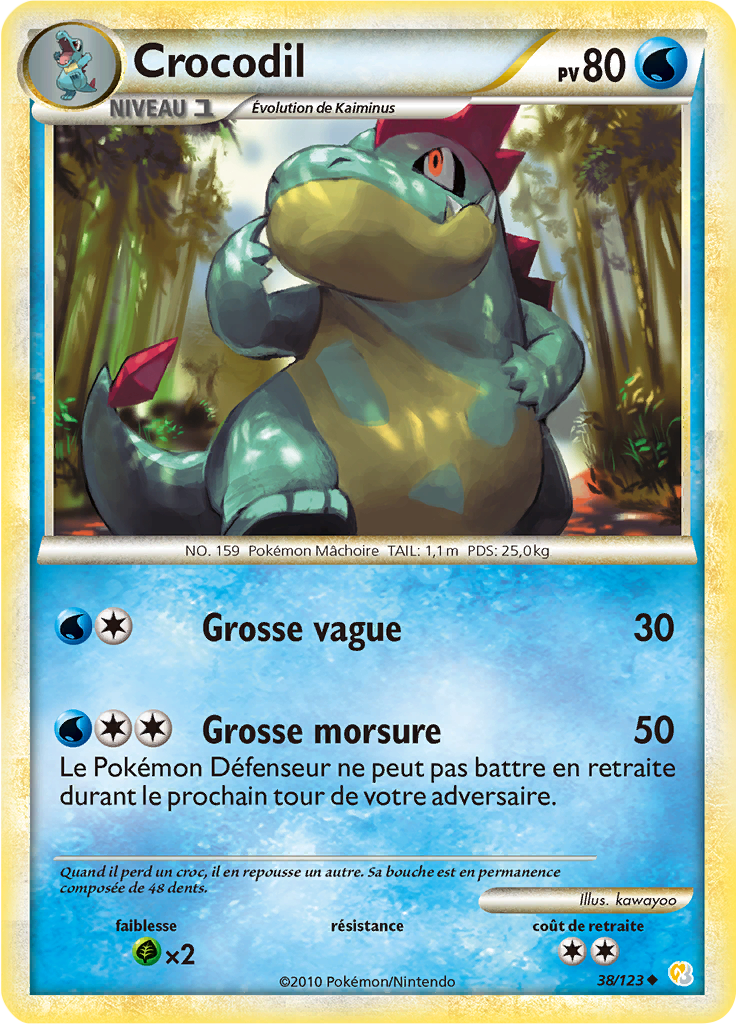 Crocodil
PV 80
NIVEAU 1
Évolution de Kaiminus
NO. 159 Pokémon Mâchoire TAIL: 1,1 m PDS: 25,0 kg
Grosse vague 30
Grosse morsure 50
Le Pokémon Défenseur ne peut pas battre en retraite
durant le prochain tour de votre adversaire.
Quand il perd un croc, il en repousse un autre. Sa bouche est en permanence
composée de 48 dents.
Illus. kawayoo
faiblesse résistance coût de retraite
×2
38/123
©2010 Pokémon/Nintendo